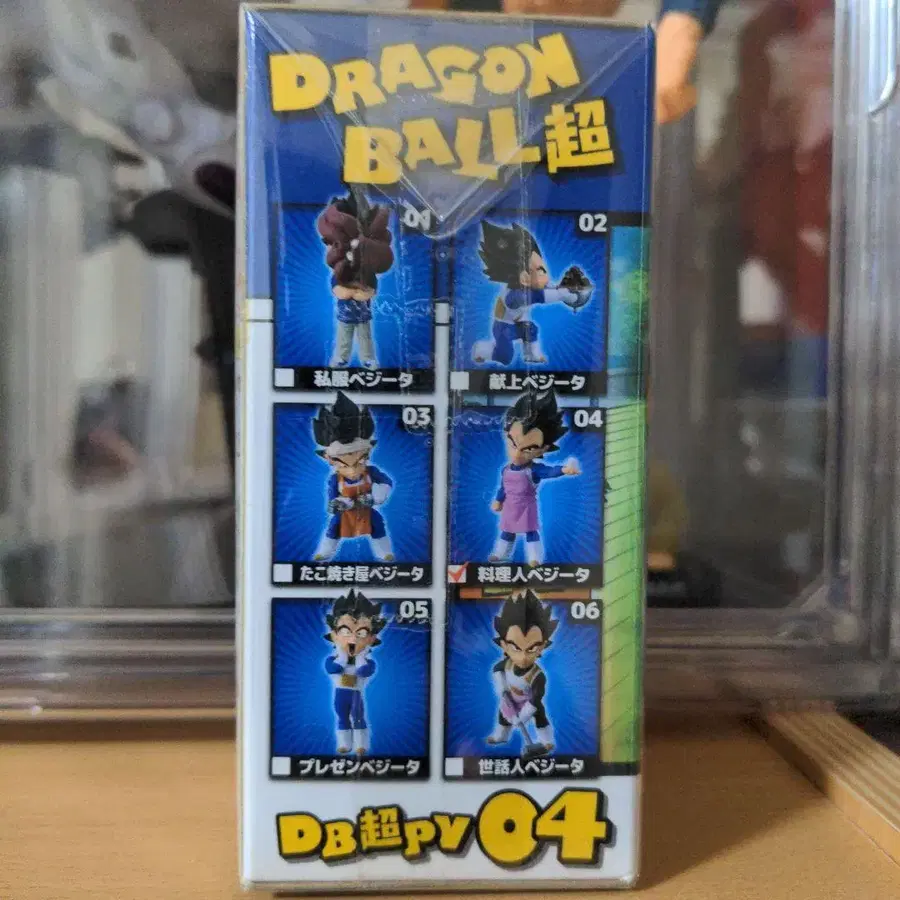 DRAGON
BALL超
01
02
私服ベジータ
献上ベジータ
03
04
たこ焼き屋ベジータ
料理人ベジータ
05
06
プレゼンベジータ
世話人ベジータ
DB超PV04